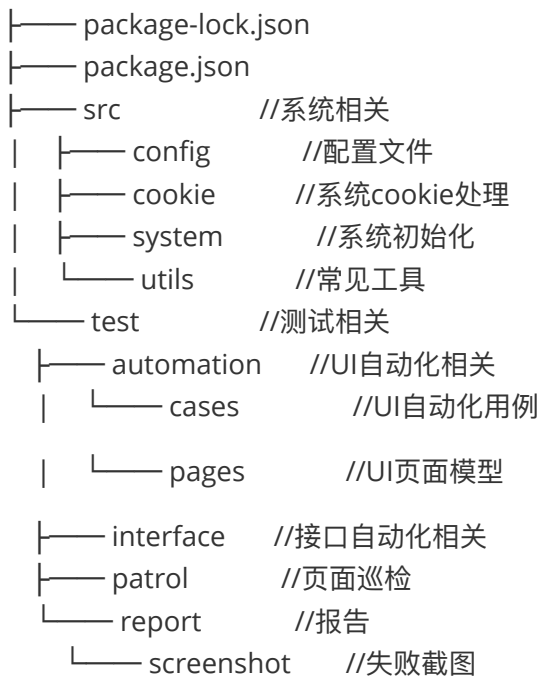 ├── package-lock.json
├── package.json
├── src //系统相关
│ ├── config //配置文件
│ ├── cookie //系统cookie处理
│ ├── system //系统初始化
│ └── utils //常见工具
└── test //测试相关
├── automation //UI自动化相关
│ └── cases //UI自动化用例
│ └── pages //UI页面模型
├── interface //接口自动化相关
├── patrol //页面巡检
└── report //报告
└── screenshot //失败截图